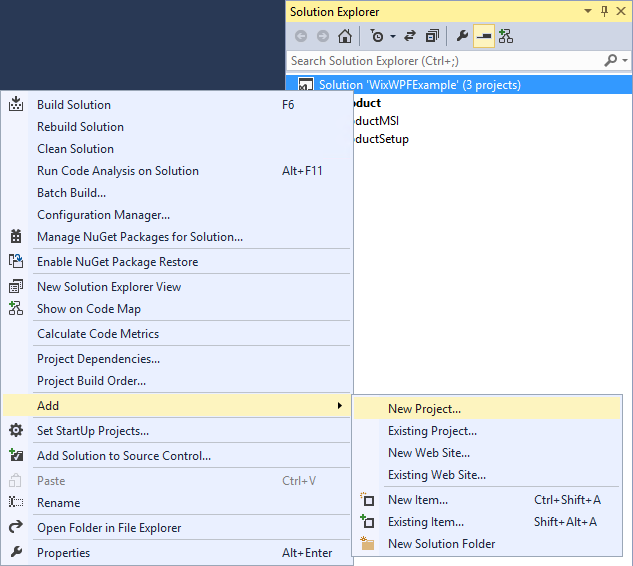 Solution Explorer
Search Solution Explorer (Ctrl+;)
Solution 'WixWPFExample' (3 projects)
oduct
oductMSI
oductSetup
Build Solution F6
Rebuild Solution
Clean Solution
Run Code Analysis on Solution Alt+F11
Batch Build...
Configuration Manager...
Manage NuGet Packages for Solution...
Enable NuGet Package Restore
New Solution Explorer View
Show on Code Map
Calculate Code Metrics
Project Dependencies...
Project Build Order...
Add
Set StartUp Projects...
Add Solution to Source Control...
Paste Ctrl+V
Rename
Open Folder in File Explorer
Properties Alt+Enter
New Project...
Existing Project...
New Web Site...
Existing Web Site...
New Item... Ctrl+Shift+A
Existing Item... Shift+Alt+A
New Solution Folder